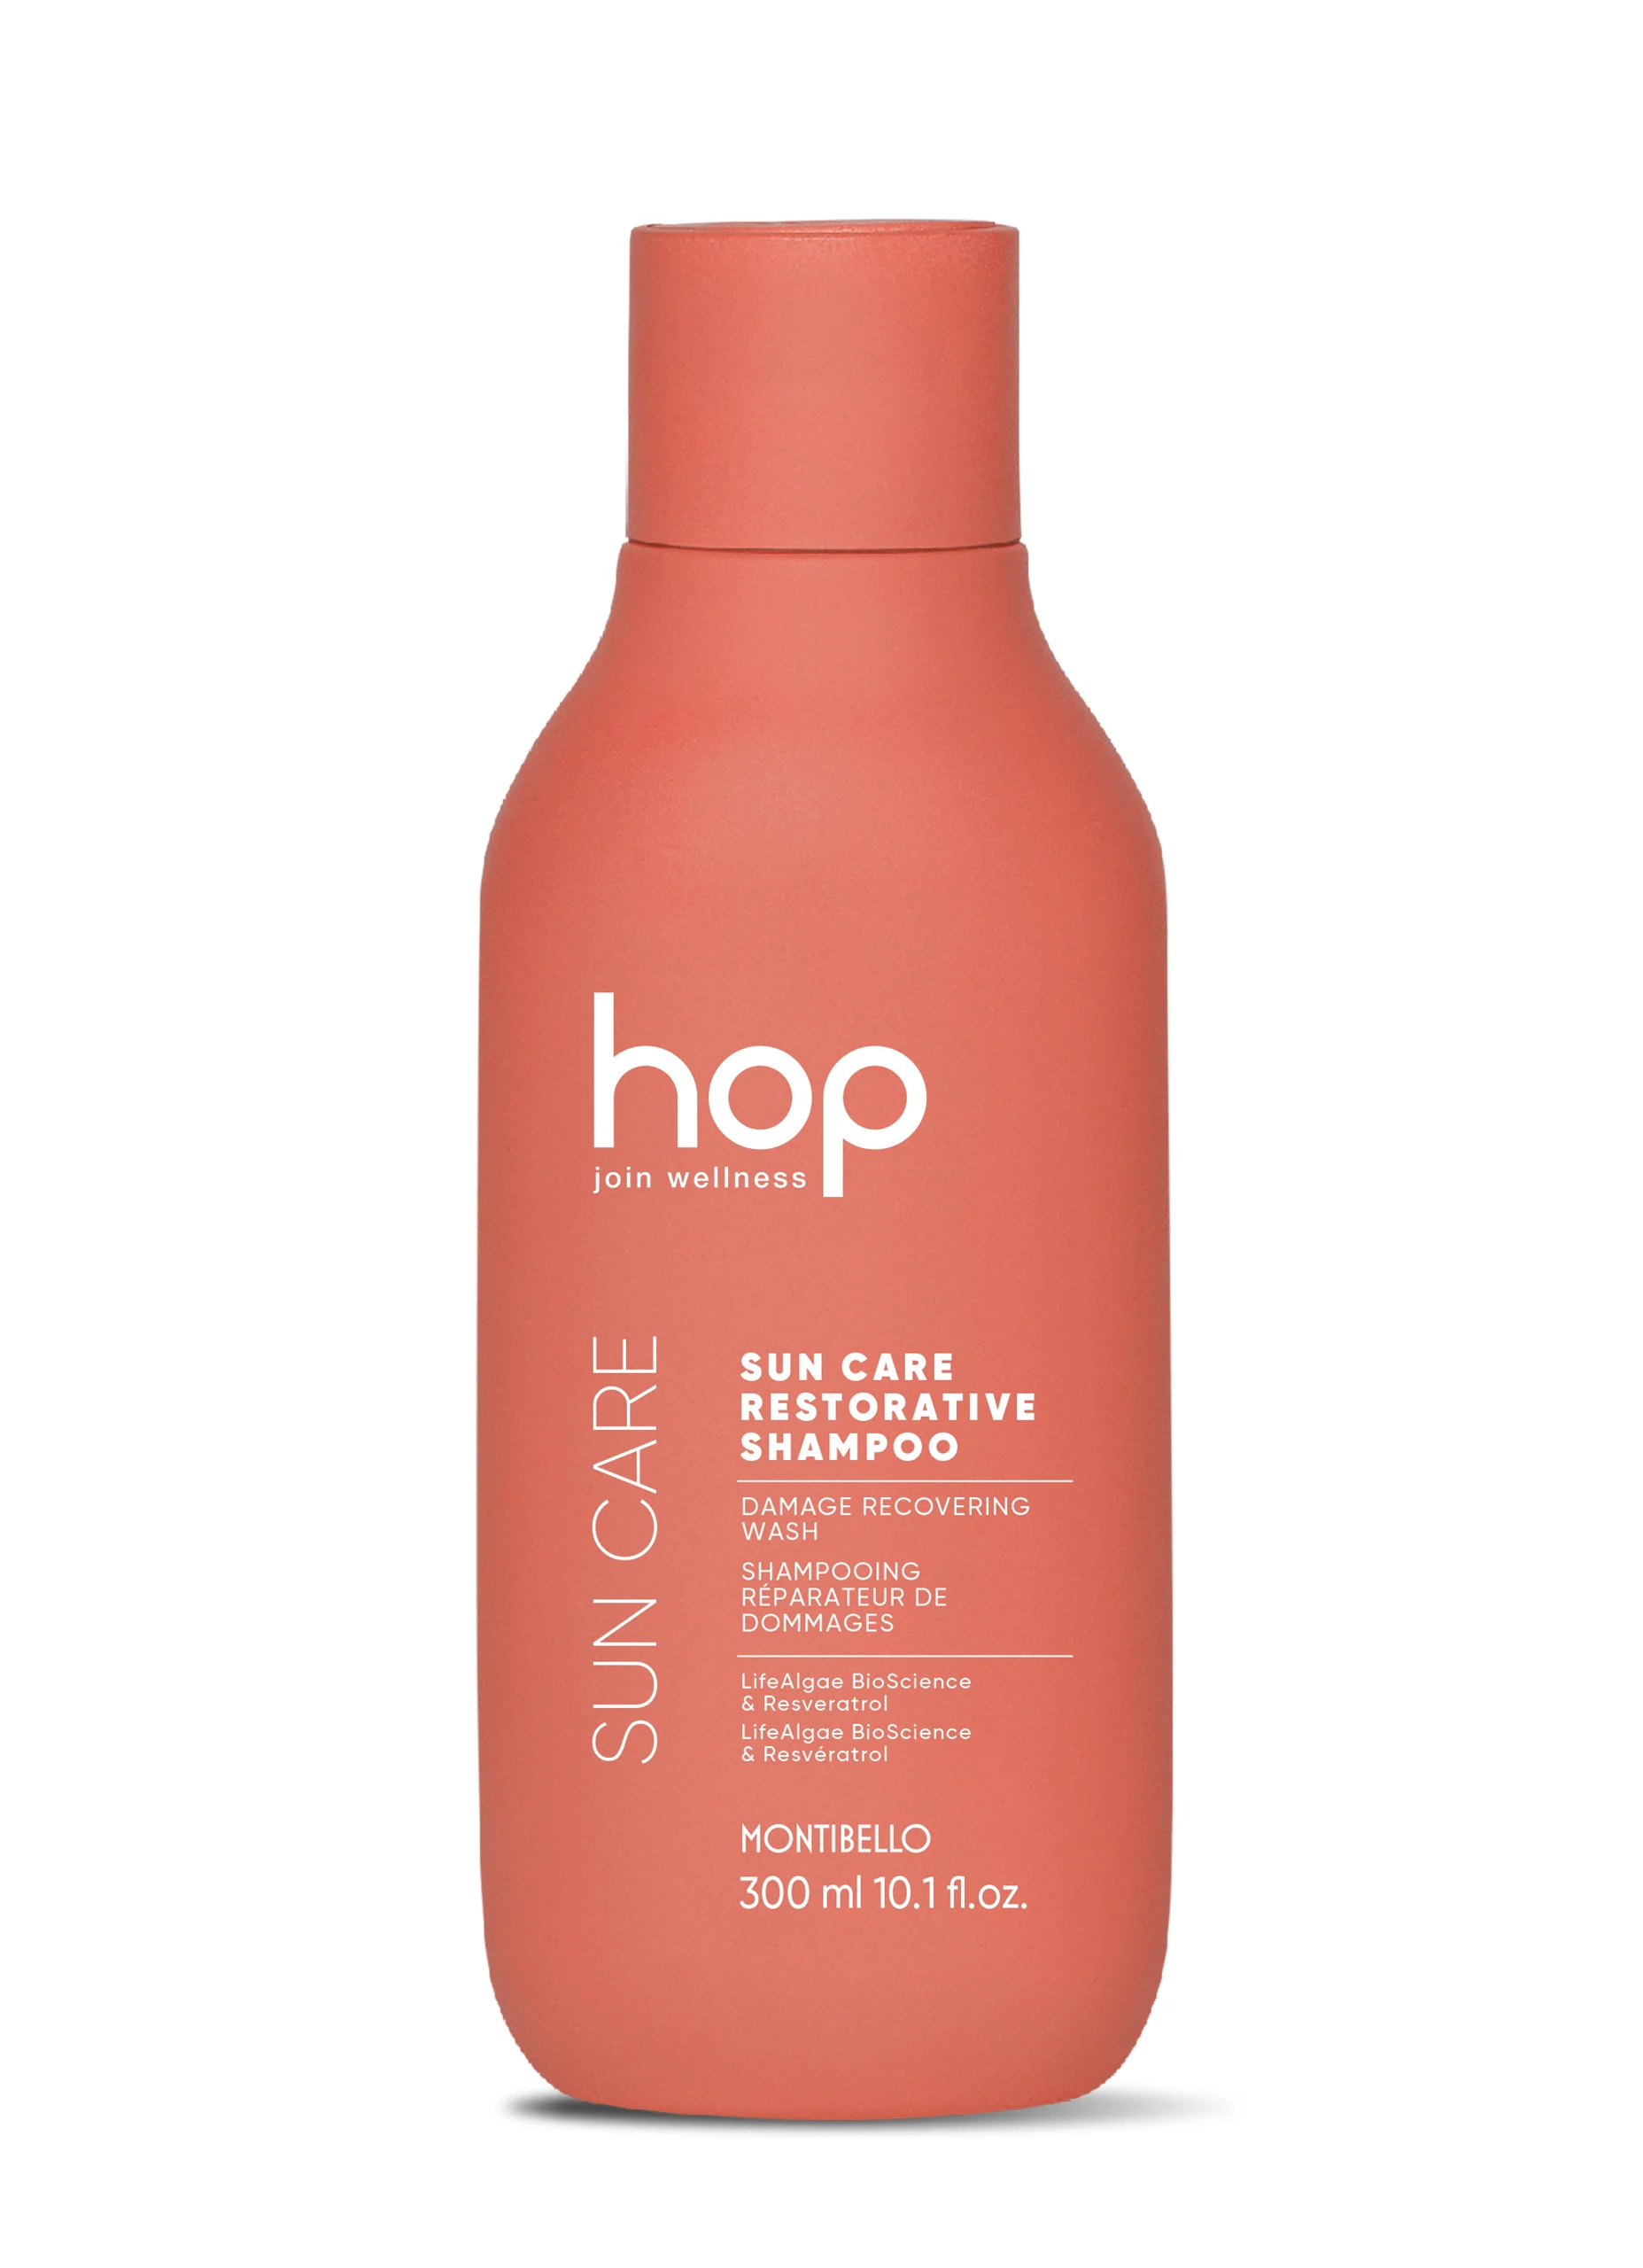 hop
join wellness
SUN CARE
SUN CARE
RESTORATIVE
SHAMPOO
DAMAGE RECOVERING
WASH
SHAMPOOING
RÉPARATEUR DE
DOMMAGES
LifeAlgae BioScience
& Resveratrol
LifeAlgae BioScience
& Resvératrol
MONTIBELLO
300 ml 10.1 fl.oz.